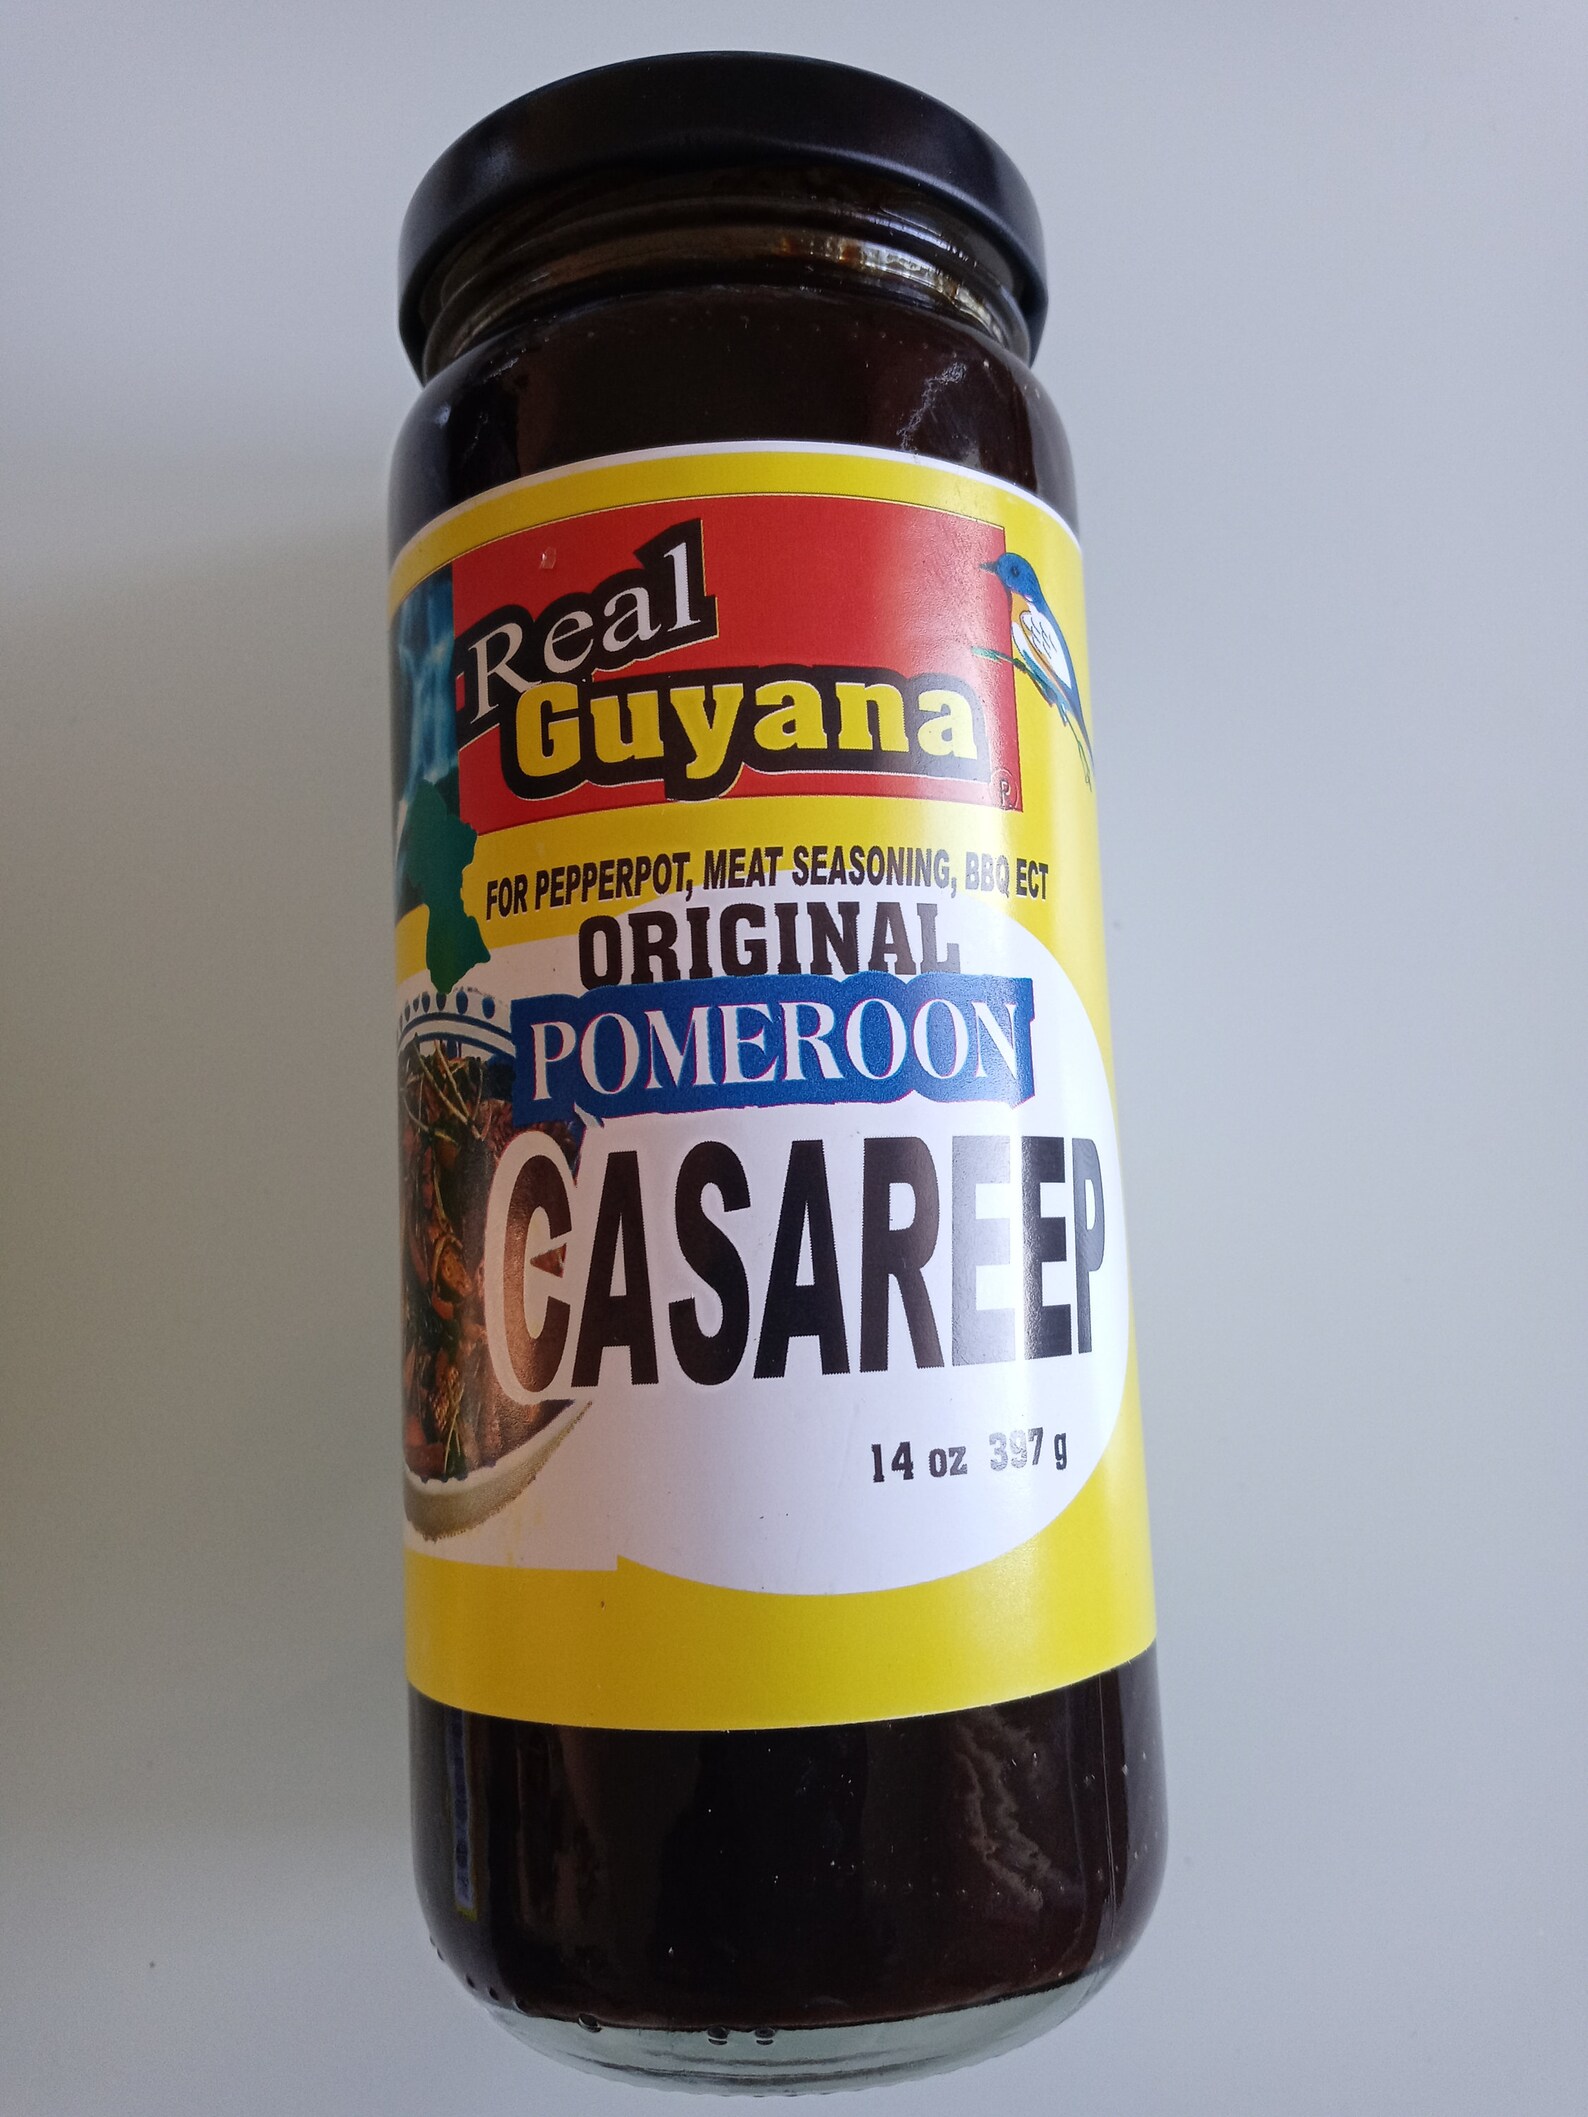 Real
Guyana
FOR PEPPERPOT, MEAT SEASONING, BBQ ECT
ORIGINAL
POMEROON
CASAREEP
14 oz 397 g